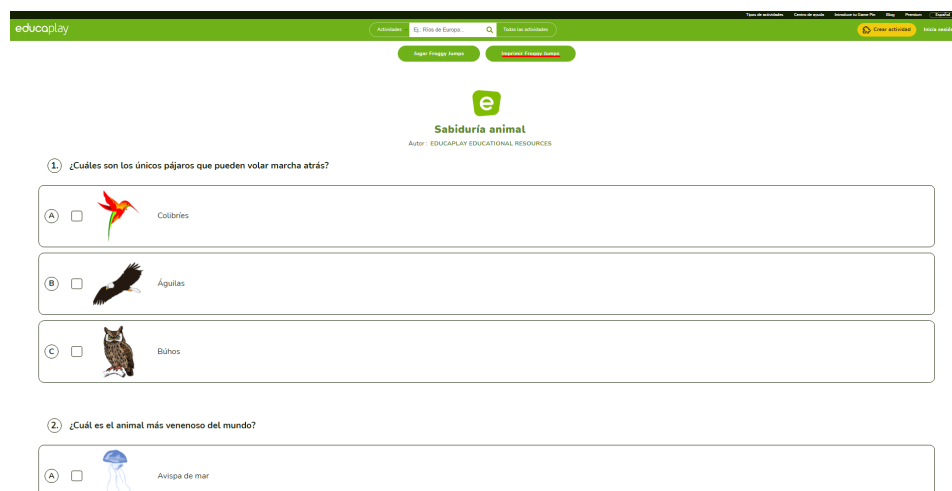 Tipos de actividades Centro de ayuda Introduce tu Game Pin Blog Premium Español
educaplay Actividades Ej.: Ríos de Europa... Todas las actividades Crear actividad Inicia sesión
Jugar Froggy Jumps Imprimir Froggy Jumps
e
Sabiduría animal
Autor : EDUCAPLAY EDUCATIONAL RESOURCES
1. ¿Cuáles son los únicos pájaros que pueden volar marcha atrás?
A Colibríes
B Águilas
C Búhos
2. ¿Cuál es el animal más venenoso del mundo?
A Avispa de mar